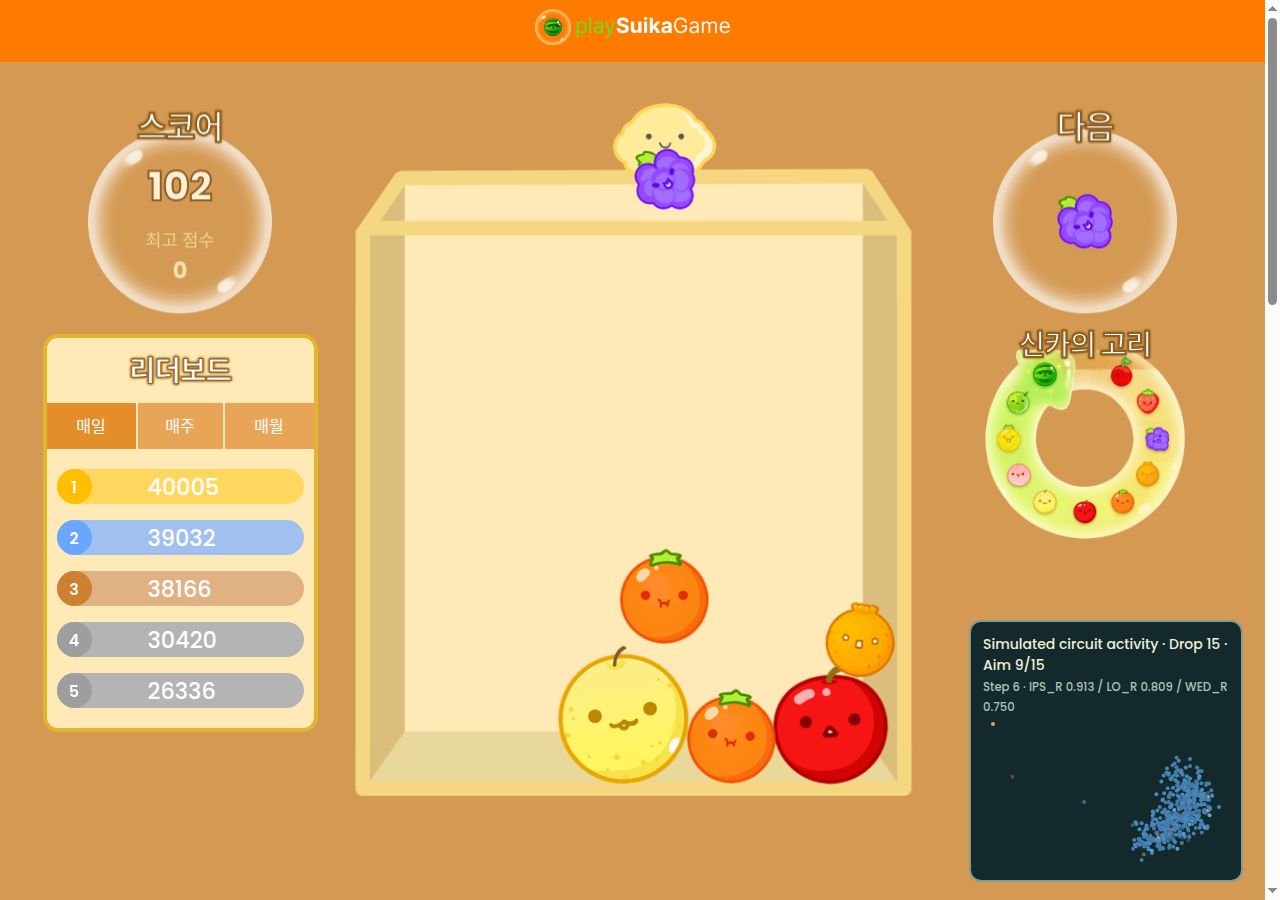 playSuikaGame
스코어
102
최고 점수
0
리더보드
매일 매주 매월
1 40005
2 39032
3 38166
4 30420
5 26336
다음
신카의 고리
Simulated circuit activity · Drop 15 ·
Aim 9/15
Step 6 · IPS_R 0.913 / LO_R 0.809 / WED_R
0.750